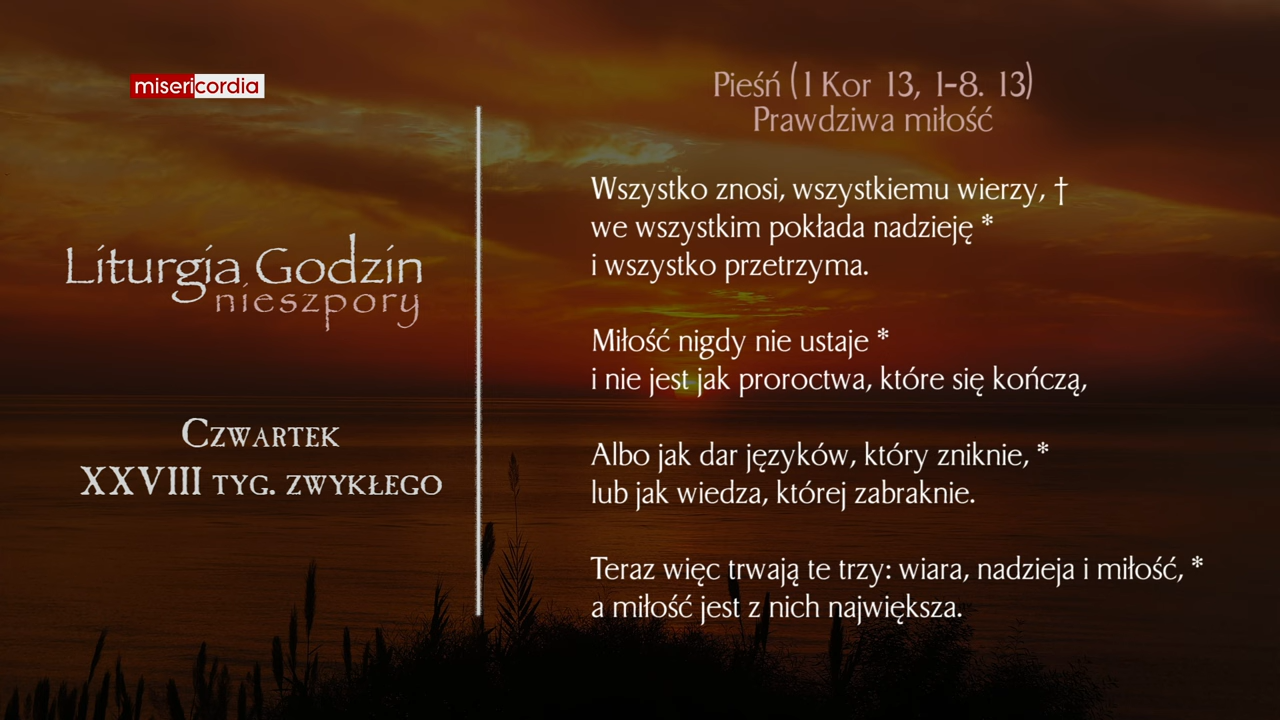 misericordia
Liturgia Godzin
nieszpory
Czwartek
XXVIII tyg. zwykłego
Pieśń (1 Kor 13, 1-8. 13)
Prawdziwa miłość
Wszystko znosi, wszystkiemu wierzy, †
we wszystkim pokłada nadzieję *
i wszystko przetrzyma.
Miłość nigdy nie ustaje *
i nie jest jak proroctwa, które się kończą,
Albo jak dar języków, który zniknie, *
lub jak wiedza, której zabraknie.
Teraz więc trwają te trzy: wiara, nadzieja i miłość, *
a miłość jest z nich największa.